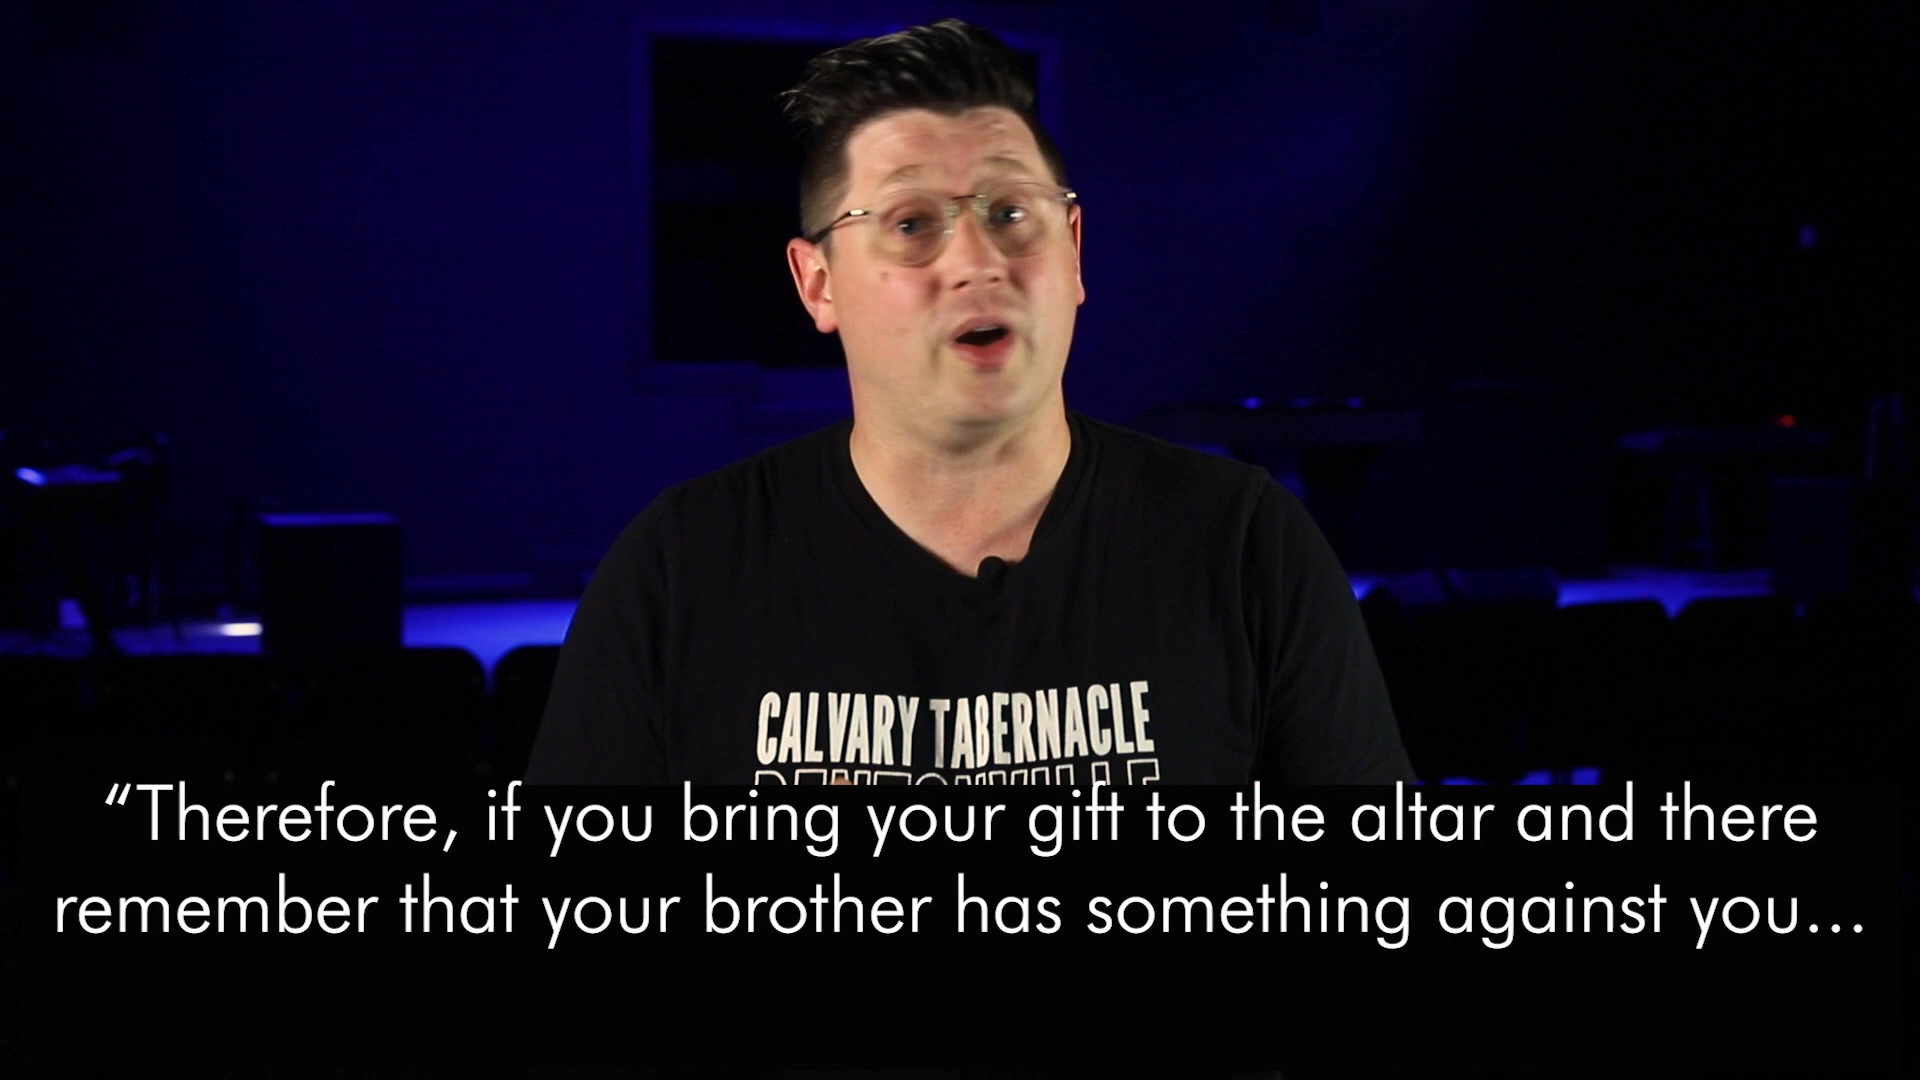 CALVARY TABERNACLE
BENTONVILLE
“Therefore, if you bring your gift to the altar and there
remember that your brother has something against you...